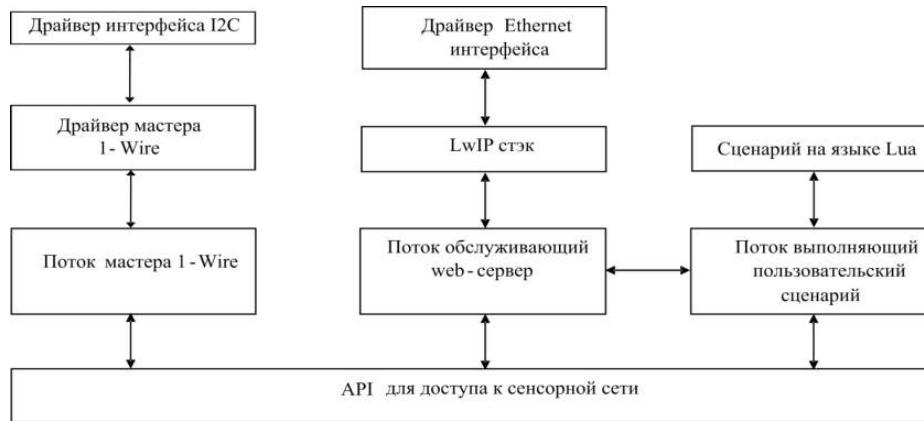 Драйвер интерфейса I2C
Драйвер Ethernet
интерфейса
Драйвер мастера
1- Wire
LwIP стэк
Сценарий на языке Lua
Поток мастера 1 - Wire
Поток обслуживающий
web - сервер
Поток выполняющий
пользовательский
сценарий
API для доступа к сенсорной сети